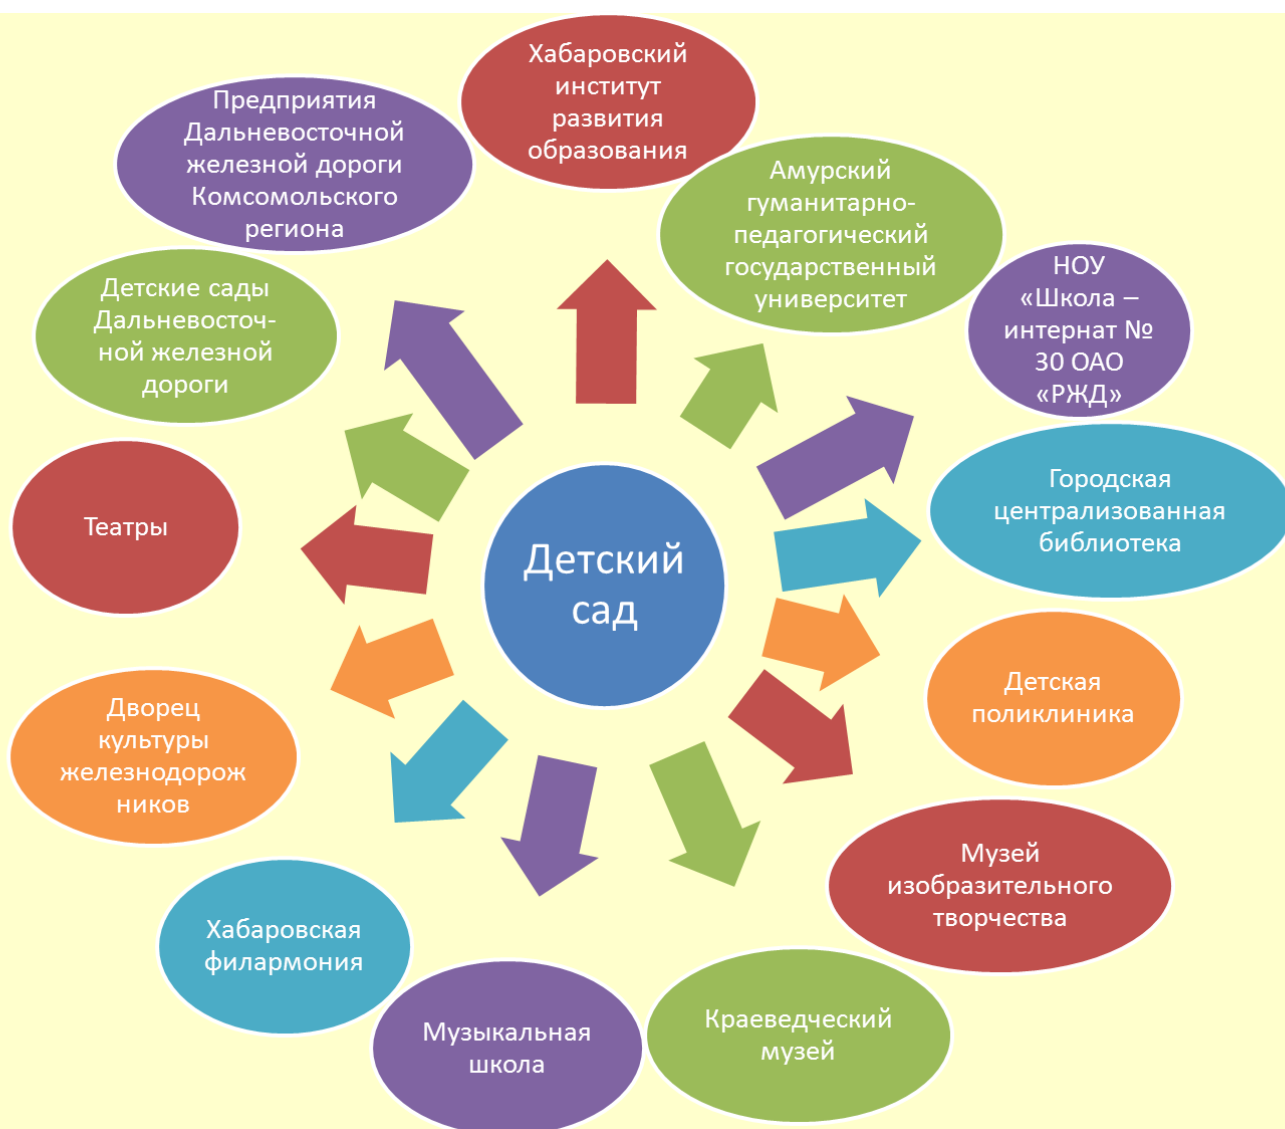 Хабаровский
институт
развития
образования
Амурский
гуманитарно-
педагогический
государственный
университет
НОУ
«Школа –
интернат №
30 ОАО
«РЖД»
Городская
централизованная
библиотека
Детская
поликлиника
Музей
изобразительного
творчества
Краеведческий
музей
Музыкальная
школа
Хабаровская
филармония
Дворец
культуры
железнодорож
ников
Театры
Детские сады
Дальневосточ-
ной железной
дороги
Предприятия
Дальневосточной
железной дороги
Комсомольского
региона
Детский
сад